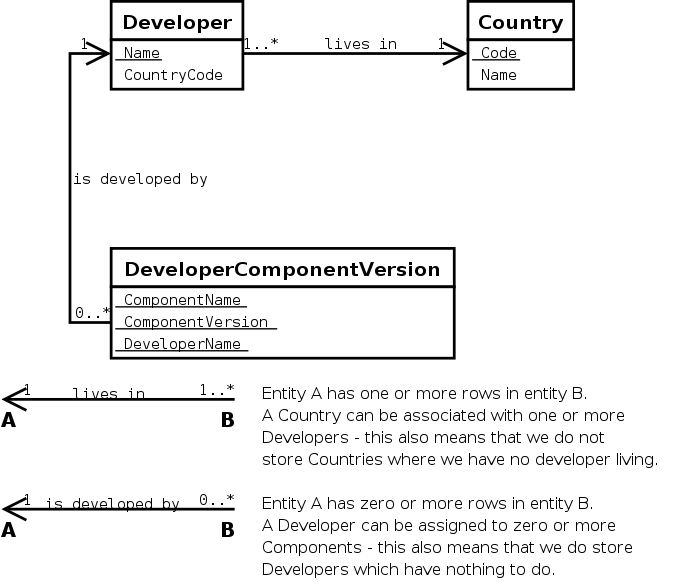 Developer
Country
1
Name
CountryCode
1..*
lives in
1
Code
Name
is developed by
DeveloperComponentVersion
0..*
ComponentName
ComponentVersion
DeveloperName
1
lives in
1..*
A
B
Entity A has one or more rows in entity B.
A Country can be associated with one or more
Developers - this also means that we do not
store Countries where we have no developer living.
1
is developed by
0..*
A
B
Entity A has zero or more rows in entity B.
A Developer can be assigned to zero or more
Components - this also means that we do store
Developers which have nothing to do.